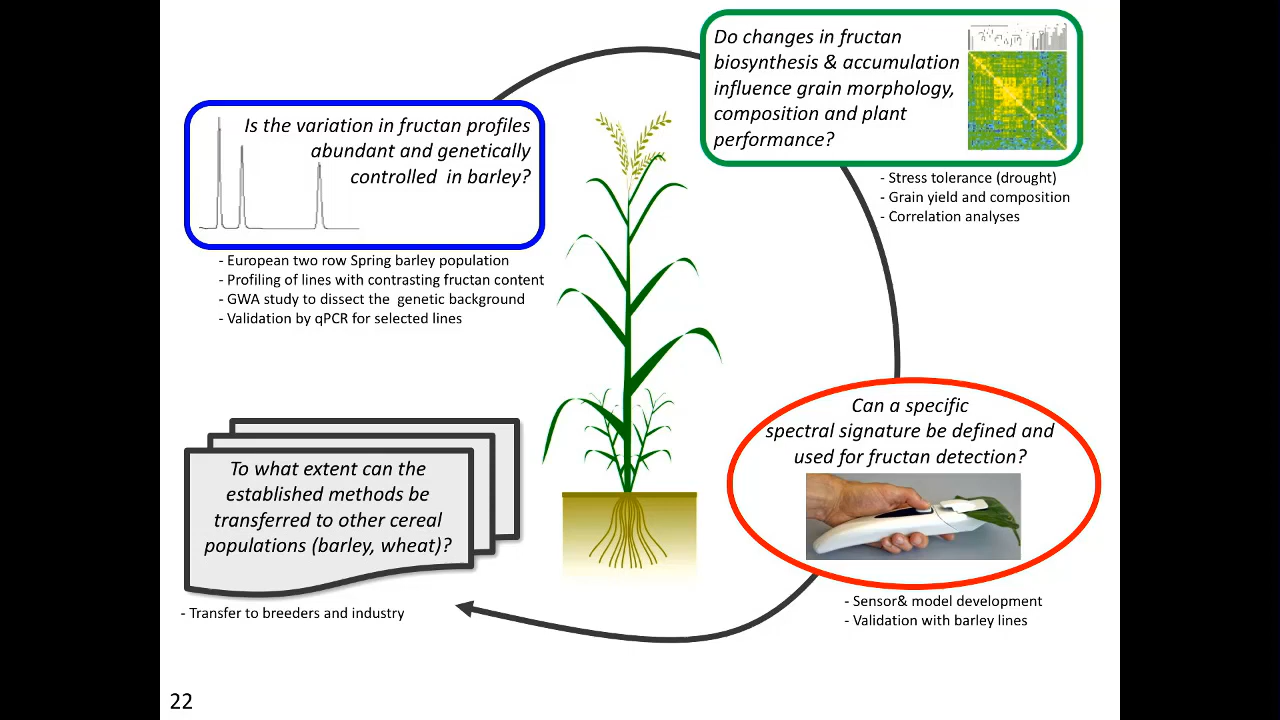 Is the variation in fructan profiles
abundant and genetically
controlled in barley?
- European two row Spring barley population
- Profiling of lines with contrasting fructan content
- GWA study to dissect the genetic background
- Validation by qPCR for selected lines
Do changes in fructan
biosynthesis & accumulation
influence grain morphology,
composition and plant
performance?
- Stress tolerance (drought)
- Grain yield and composition
- Correlation analyses
Can a specific
spectral signature be defined and
used for fructan detection?
- Sensor& model development
- Validation with barley lines
To what extent can the
established methods be
transferred to other cereal
populations (barley, wheat)?
- Transfer to breeders and industry
22